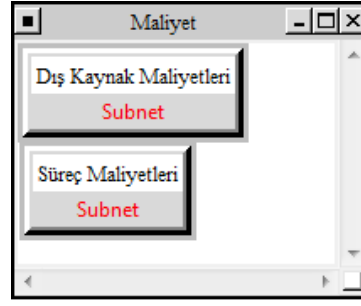 Maliyet
Dış Kaynak Maliyetleri
Subnet
Süreç Maliyetleri
Subnet